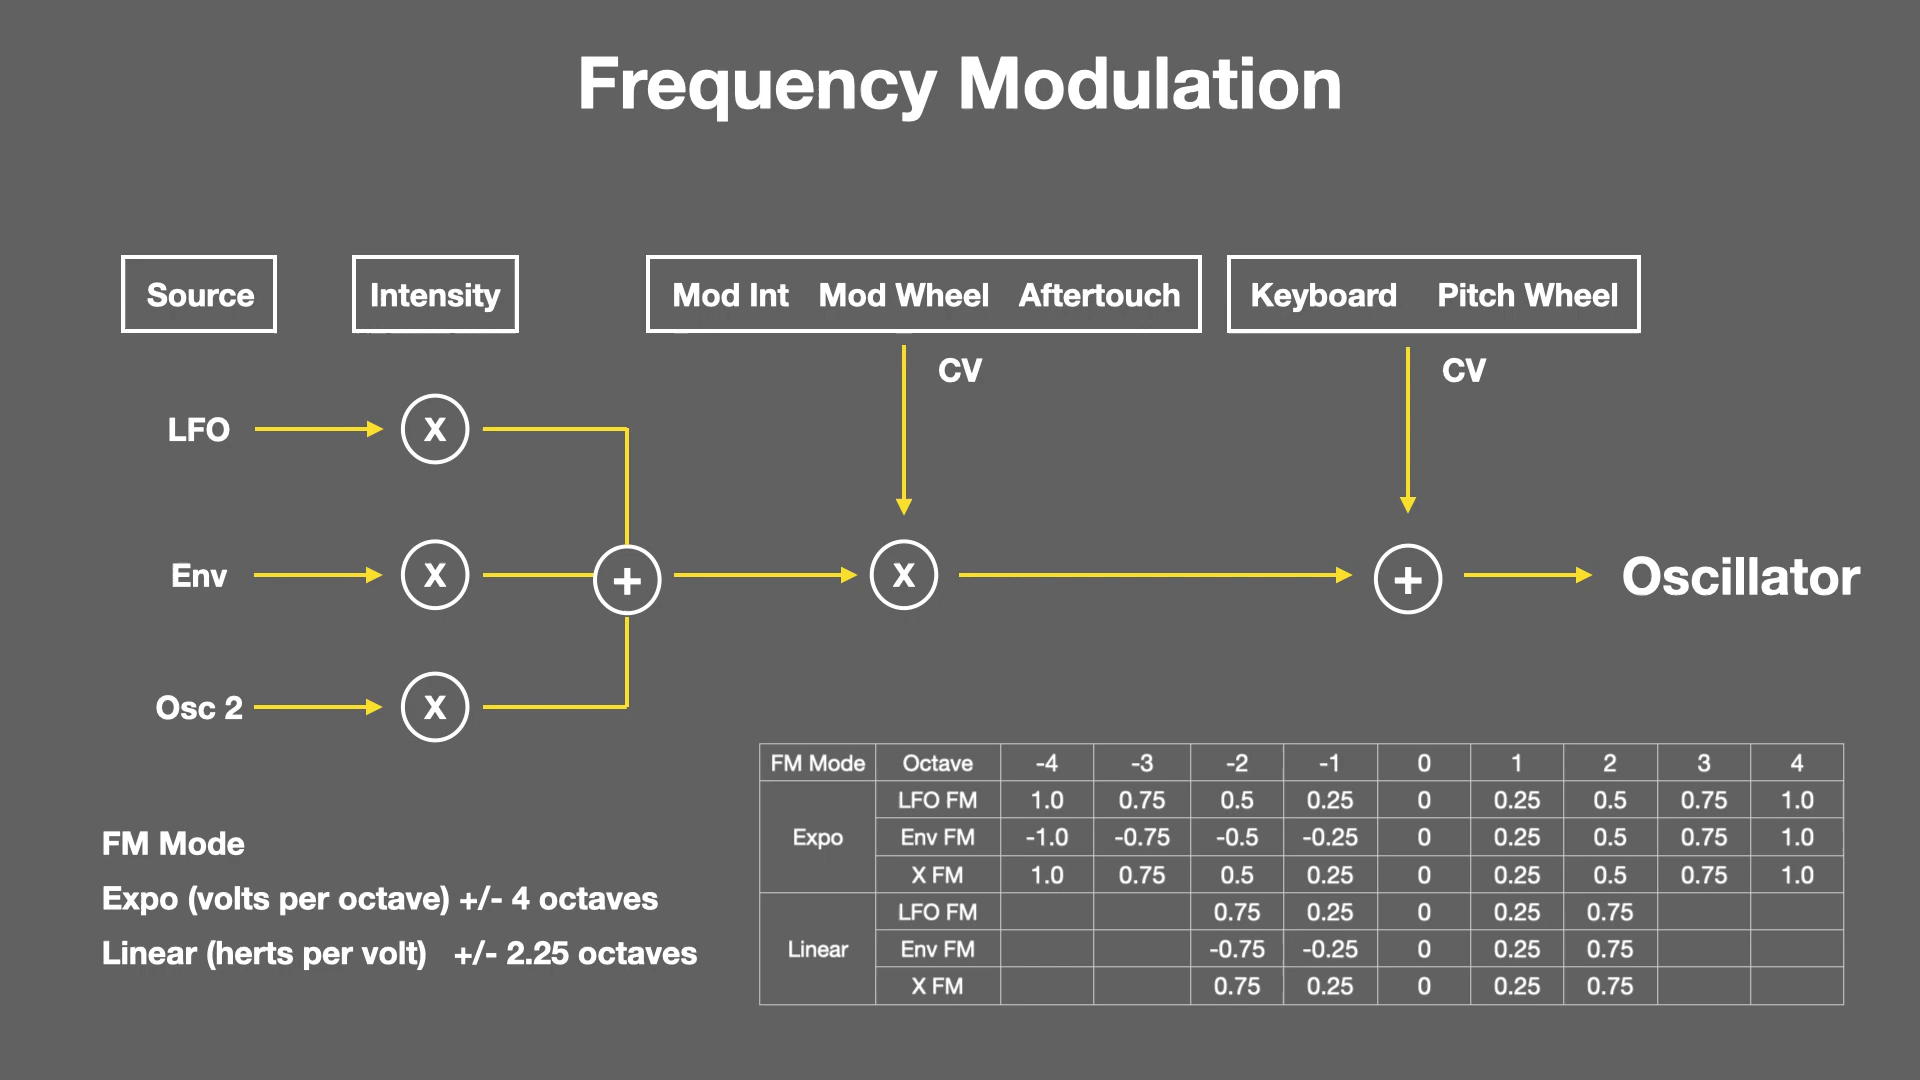 Frequency Modulation
Source Intensity Mod Int Mod Wheel Aftertouch Keyboard Pitch Wheel
CV CV
LFO X
Env X + X + Oscillator
Osc 2 X
FM Mode
Expo (volts per octave) +/- 4 octaves
Linear (herts per volt) +/- 2.25 octaves
FM Mode Octave -4 -3 -2 -1 0 1 2 3 4
LFO FM 1.0 0.75 0.5 0.25 0 0.25 0.5 0.75 1.0
Expo Env FM -1.0 -0.75 -0.5 -0.25 0 0.25 0.5 0.75 1.0
X FM 1.0 0.75 0.5 0.25 0 0.25 0.5 0.75 1.0
LFO FM 0.75 0.25 0 0.25 0.75
Linear Env FM -0.75 -0.25 0 0.25 0.75
X FM 0.75 0.25 0 0.25 0.75